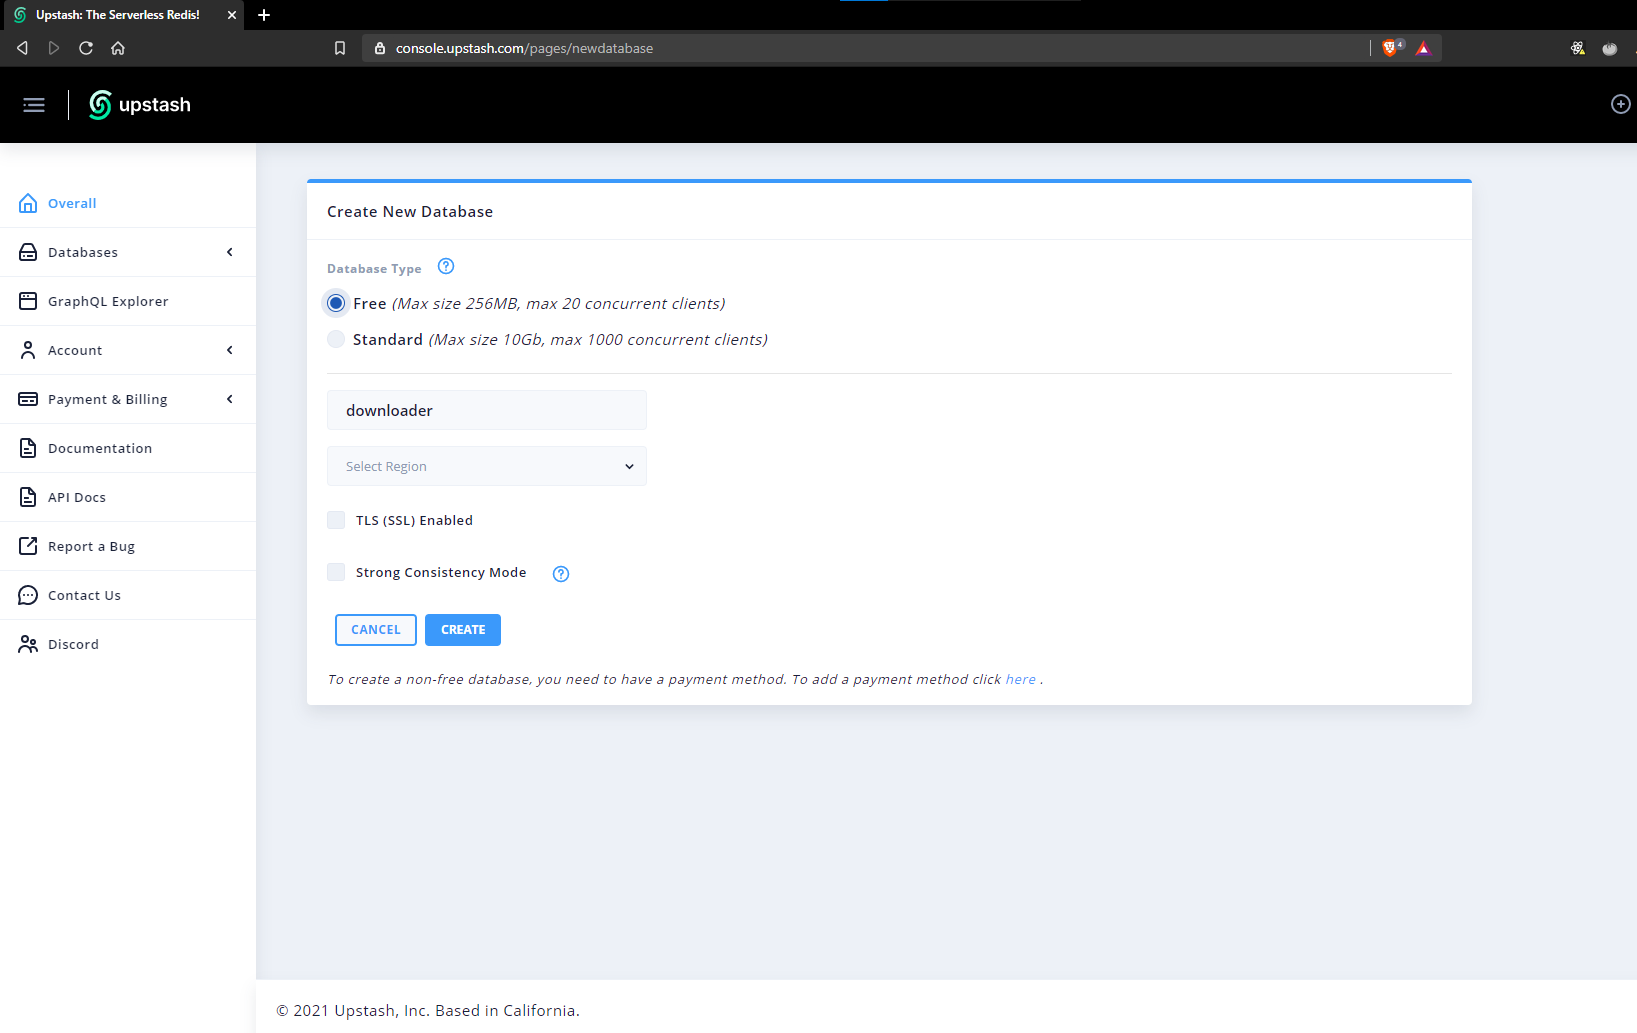 Upstash: The Serverless Redis!
console.upstash.com/pages/newdatabase
4
upstash
Overall
Databases
GraphQL Explorer
Account
Payment & Billing
Documentation
API Docs
Report a Bug
Contact Us
Discord
Create New Database
Database Type
Free (Max size 256MB, max 20 concurrent clients)
Standard (Max size 10Gb, max 1000 concurrent clients)
downloader
Select Region
TLS (SSL) Enabled
Strong Consistency Mode
CANCEL CREATE
To create a non-free database, you need to have a payment method. To add a payment method click here .
© 2021 Upstash, Inc. Based in California.